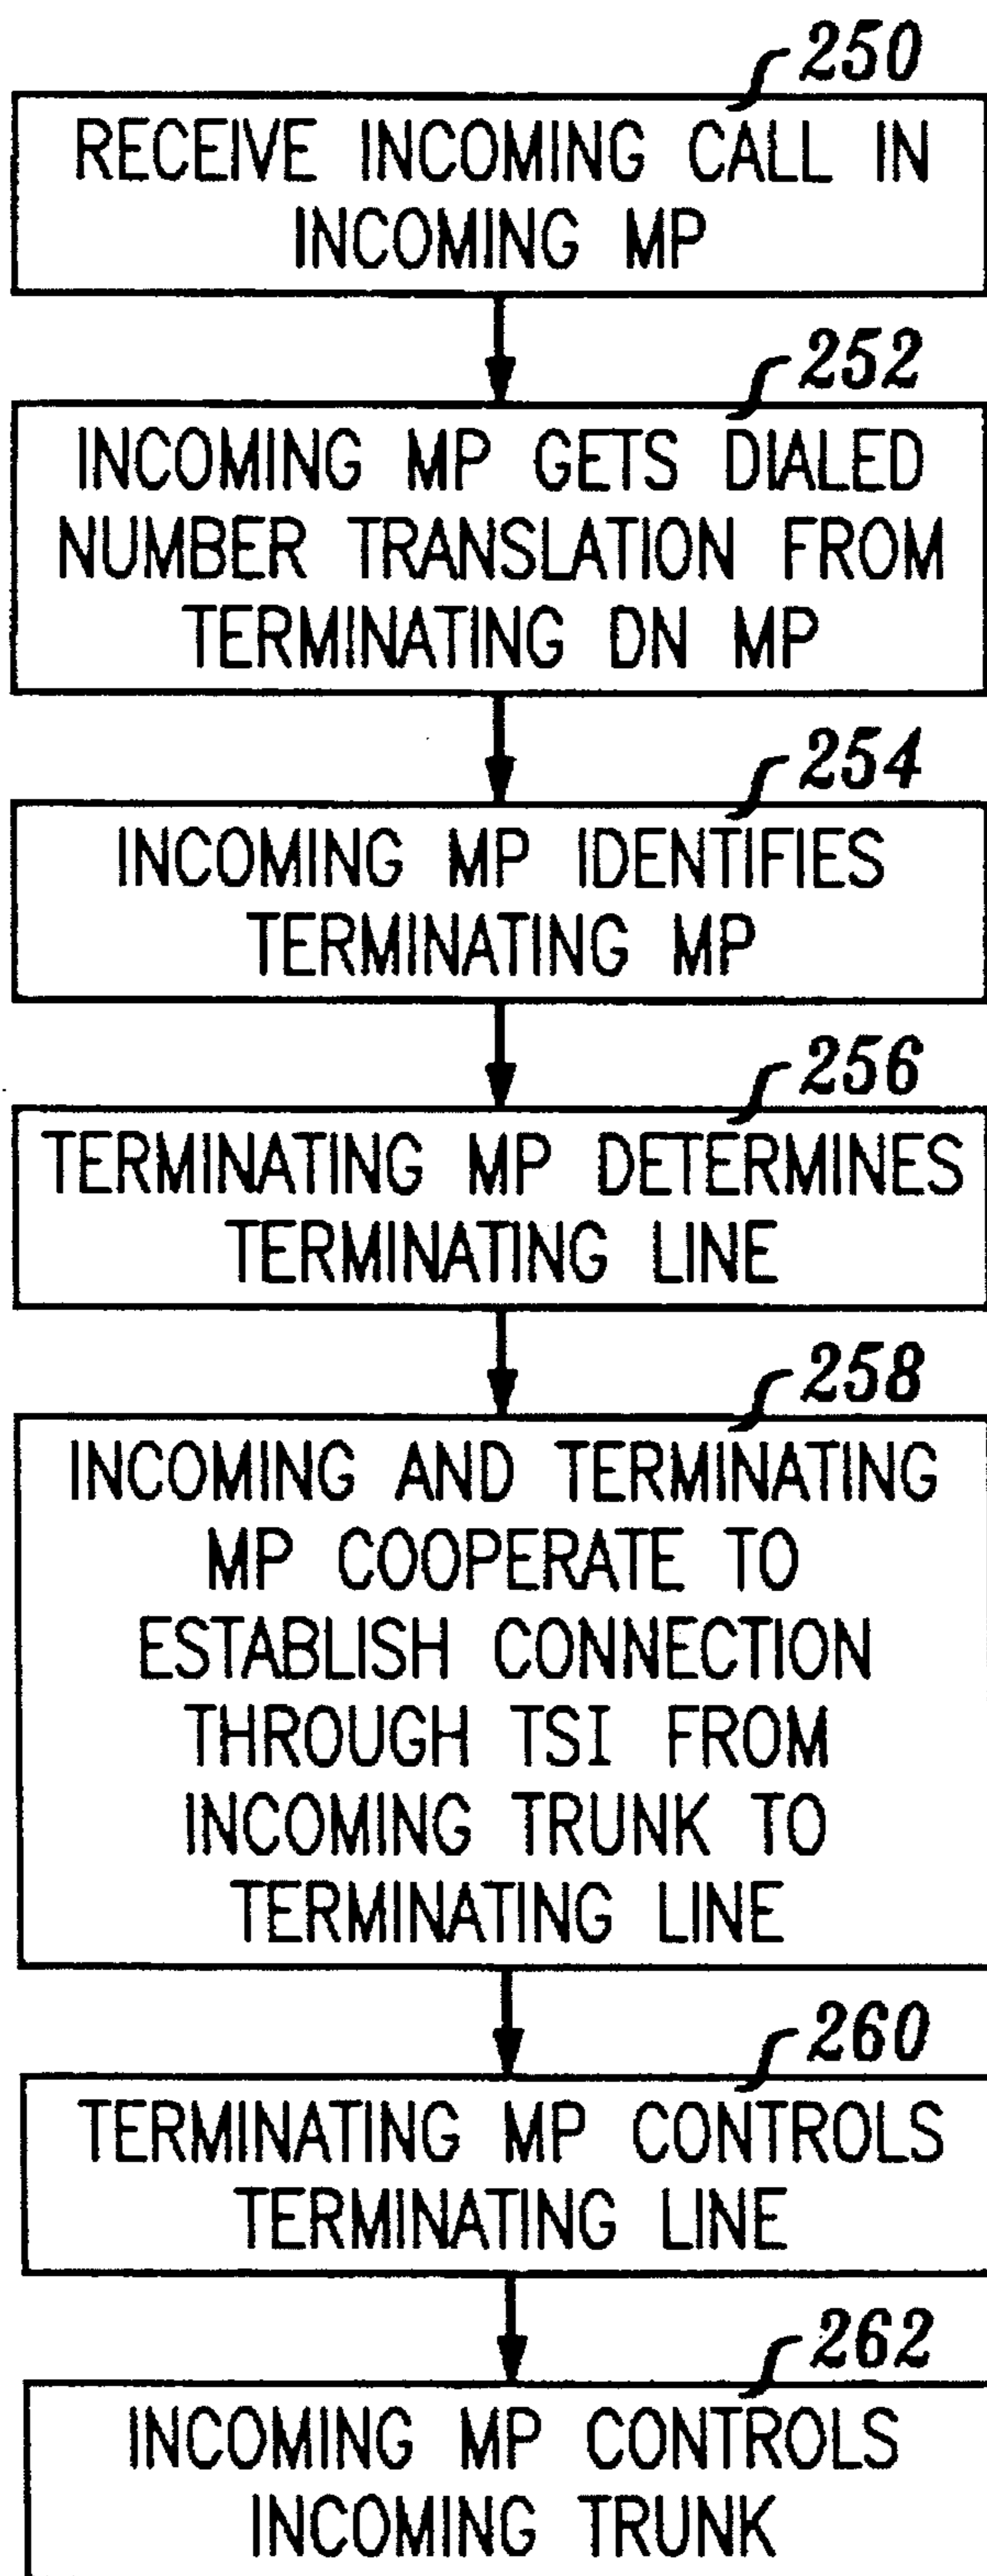 250
RECEIVE INCOMING CALL IN
INCOMING MP
252
INCOMING MP GETS DIALED
NUMBER TRANSLATION FROM
TERMINATING DN MP
254
INCOMING MP IDENTIFIES
TERMINATING MP
256
TERMINATING MP DETERMINES
TERMINATING LINE
258
INCOMING AND TERMINATING
MP COOPERATE TO
ESTABLISH CONNECTION
THROUGH TSI FROM
INCOMING TRUNK TO
TERMINATING LINE
260
TERMINATING MP CONTROLS
TERMINATING LINE
262
INCOMING MP CONTROLS
INCOMING TRUNK